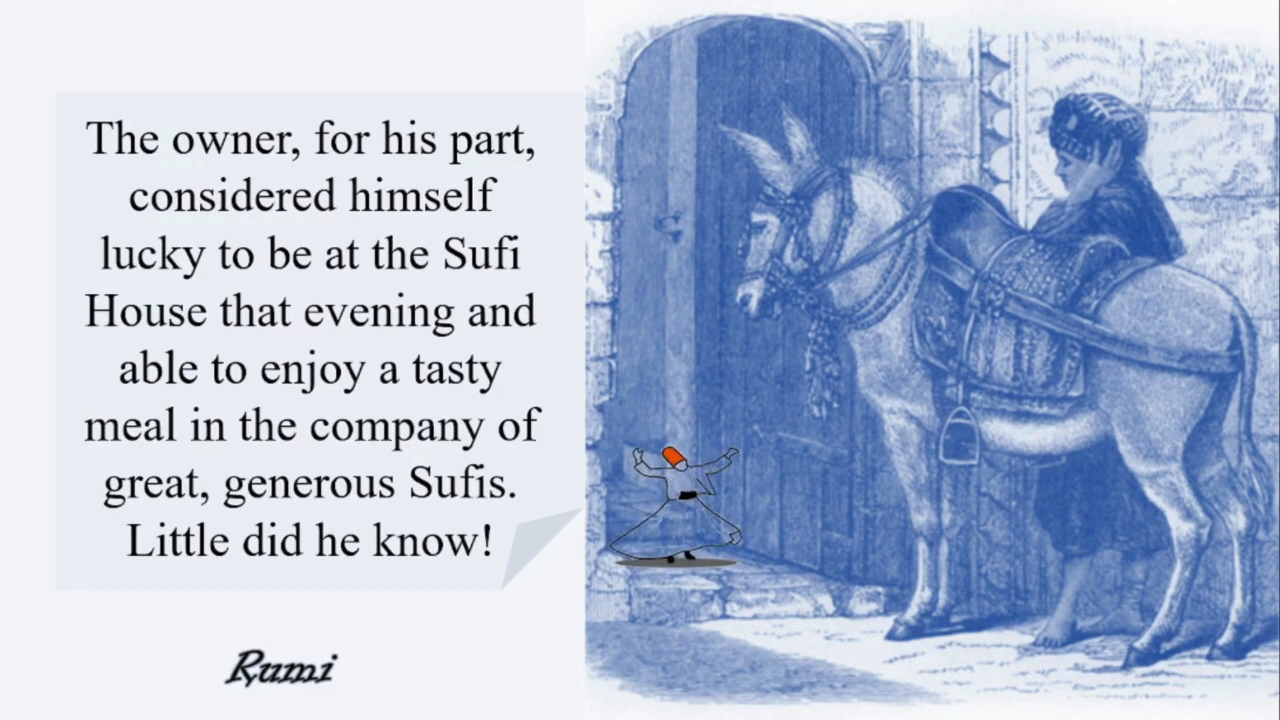 The owner, for his part,
considered himself
lucky to be at the Sufi
House that evening and
able to enjoy a tasty
meal in the company of
great, generous Sufis.
Little did he know!
Rumi